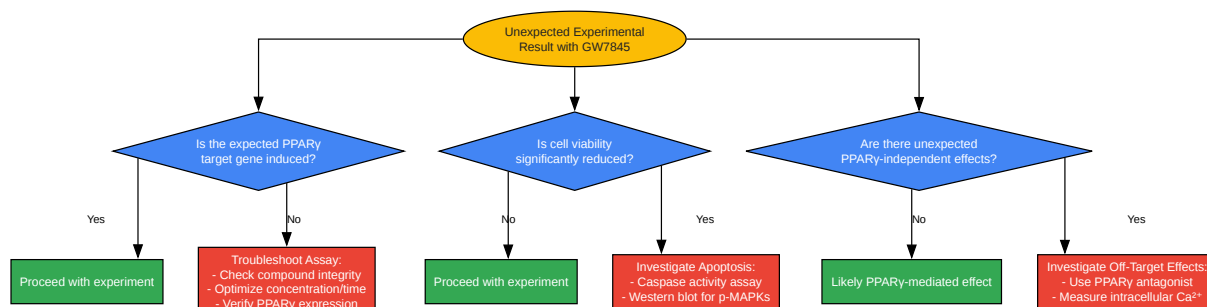 Unexpected Experimental
Result with GW7845
Is the expected PPARγ
target gene induced?
Is cell viability
significantly reduced?
Are there unexpected
PPARγ-independent effects?
Yes
No
No
Yes
No
Yes
Proceed with experiment
Troubleshoot Assay:
- Check compound integrity
- Optimize concentration/time
- Verify PPARγ expression
Proceed with experiment
Investigate Apoptosis:
- Caspase activity assay
- Western blot for p-MAPKs
Likely PPARγ-mediated effect
Investigate Off-Target Effects:
- Use PPARγ antagonist
- Measure intracellular Ca²⁺